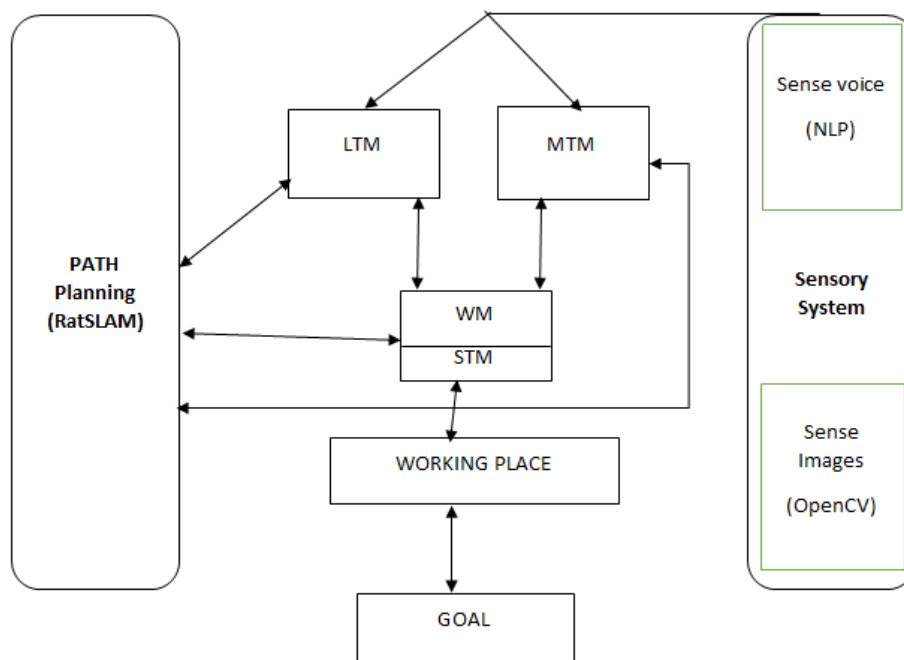 PATH
Planning
(RatSLAM)
LTM
MTM
WM
STM
WORKING PLACE
GOAL
Sense voice
(NLP)
Sensory
System
Sense
Images
(OpenCV)